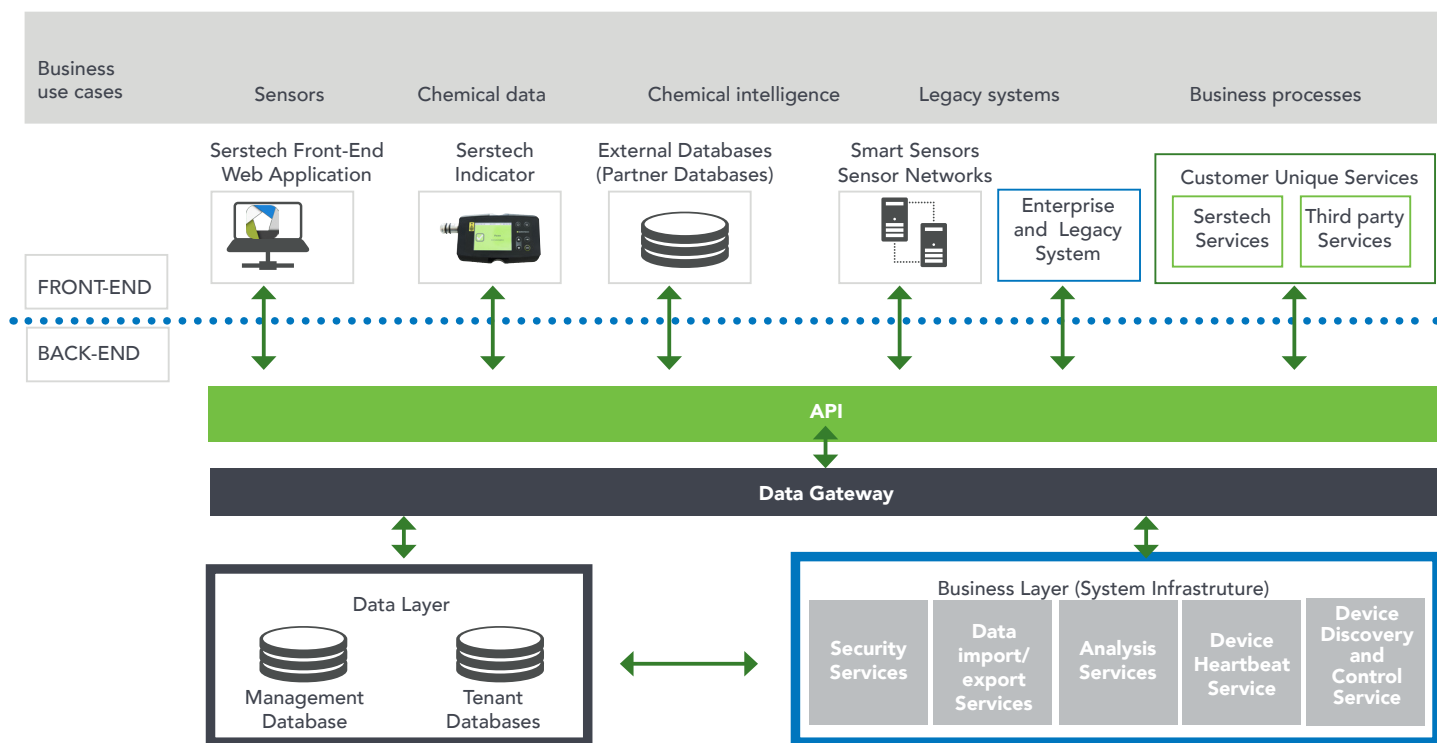 Business
use cases
Sensors
Chemical data
Chemical intelligence
Legacy systems
Business processes
Serstech Front-End
Web Application
Serstech
Indicator
External Databases
(Partner Databases)
Smart Sensors
Sensor Networks
Enterprise
and Legacy
System
Customer Unique Services
Serstech
Services
Third party
Services
FRONT-END
BACK-END
API
Data Gateway
Data Layer
Management
Database
Tenant
Databases
Business Layer (System Infrastruture)
Security
Services
Data
import/
export
Services
Analysis
Services
Device
Heartbeat
Service
Device
Discovery
and
Control
Service